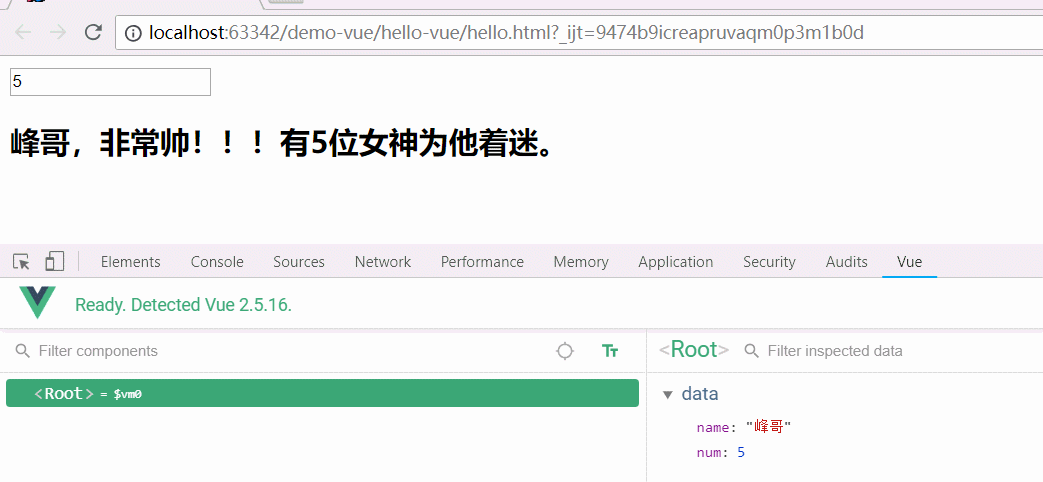 localhost:63342/demo-vue/hello-vue/hello.html?_ijt=9474b9icreapruvaqm0p3m1b0d
5
峰哥，非常帅！！！有5位女神为他着迷。
Elements Console Sources Network Performance Memory Application Security Audits Vue
Ready. Detected Vue 2.5.16.
Filter components
<Root> = $vm0
<Root> Filter inspected data
data
name: "峰哥"
num: 5